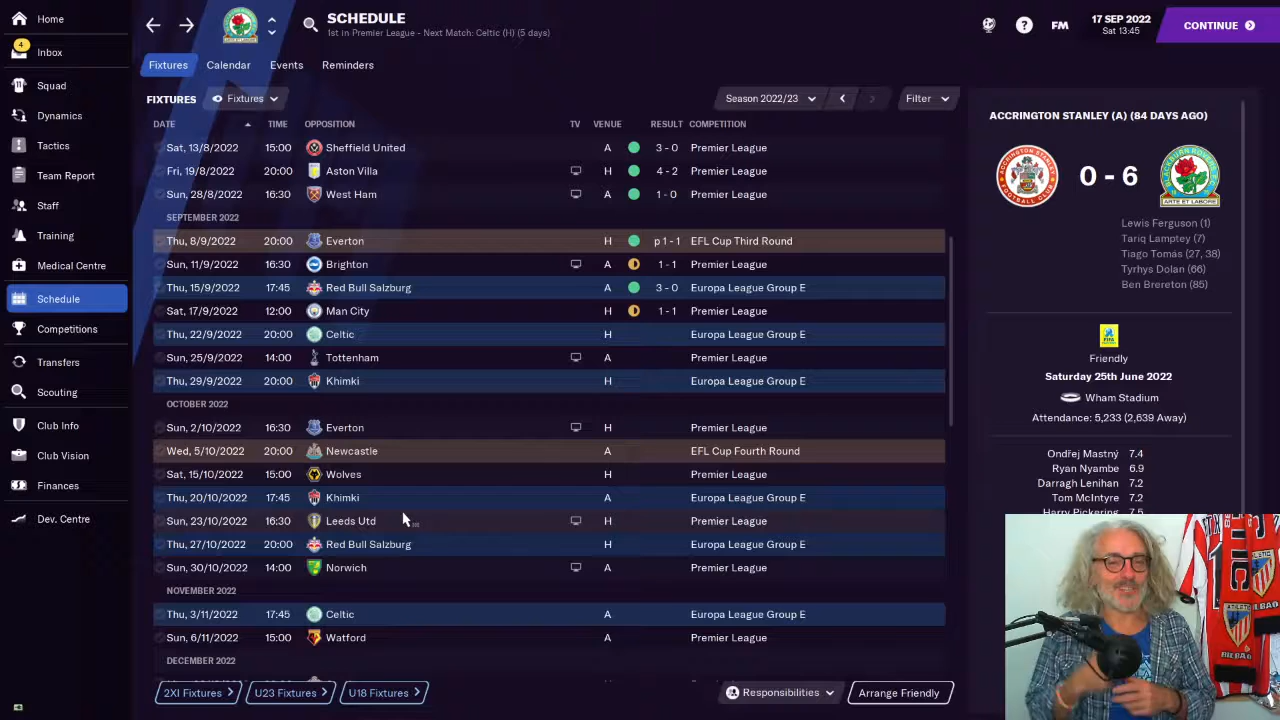 Home
4
Inbox
Squad
Dynamics
Tactics
Team Report
Staff
Training
Medical Centre
Schedule
Competitions
Transfers
Scouting
Club Info
Club Vision
Finances
Dev. Centre
SCHEDULE
1st in Premier League - Next Match: Celtic (H) (5 days)
FM
17 SEP 2022
Sat 13:45
CONTINUE
Fixtures Calendar Events Reminders
FIXTURES Fixtures Season 2022/23 Filter
DATE TIME OPPOSITION TV VENUE RESULT COMPETITION
Sat, 13/8/2022 15:00 Sheffield United A 3 - 0 Premier League
Fri, 19/8/2022 20:00 Aston Villa H 4 - 2 Premier League
Sun, 28/8/2022 16:30 West Ham A 1 - 0 Premier League
SEPTEMBER 2022
Thu, 8/9/2022 20:00 Everton H p 1 - 1 EFL Cup Third Round
Sun, 11/9/2022 16:30 Brighton A 1 - 1 Premier League
Thu, 15/9/2022 17:45 Red Bull Salzburg A 3 - 0 Europa League Group E
Sat, 17/9/2022 12:00 Man City H 1 - 1 Premier League
Thu, 22/9/2022 20:00 Celtic H Europa League Group E
Sun, 25/9/2022 14:00 Tottenham A Premier League
Thu, 29/9/2022 20:00 Khimki H Europa League Group E
OCTOBER 2022
Sun, 2/10/2022 16:30 Everton H Premier League
Wed, 5/10/2022 20:00 Newcastle A EFL Cup Fourth Round
Sat, 15/10/2022 15:00 Wolves H Premier League
Thu, 20/10/2022 17:45 Khimki A Europa League Group E
Sun, 23/10/2022 16:30 Leeds Utd H Premier League
Thu, 27/10/2022 20:00 Red Bull Salzburg H Europa League Group E
Sun, 30/10/2022 14:00 Norwich A Premier League
NOVEMBER 2022
Thu, 3/11/2022 17:45 Celtic A Europa League Group E
Sun, 6/11/2022 15:00 Watford A Premier League
DECEMBER 2022
2XI Fixtures U23 Fixtures U18 Fixtures Responsibilities Arrange Friendly
ACCRINGTON STANLEY (A) (84 DAYS AGO)
0 - 6
Lewis Ferguson (1)
Tariq Lamptey (7)
Tiago Tomás (27, 38)
Tyrhys Dolan (66)
Ben Brereton (85)
Friendly
Saturday 25th June 2022
Wham Stadium
Attendance: 5,233 (2,639 Away)
Ondřej Mastný 7.4
Ryan Nyambe 6.9
Darragh Lenihan 7.2
Tom McIntyre 7.2
Harry Pickering 7.5